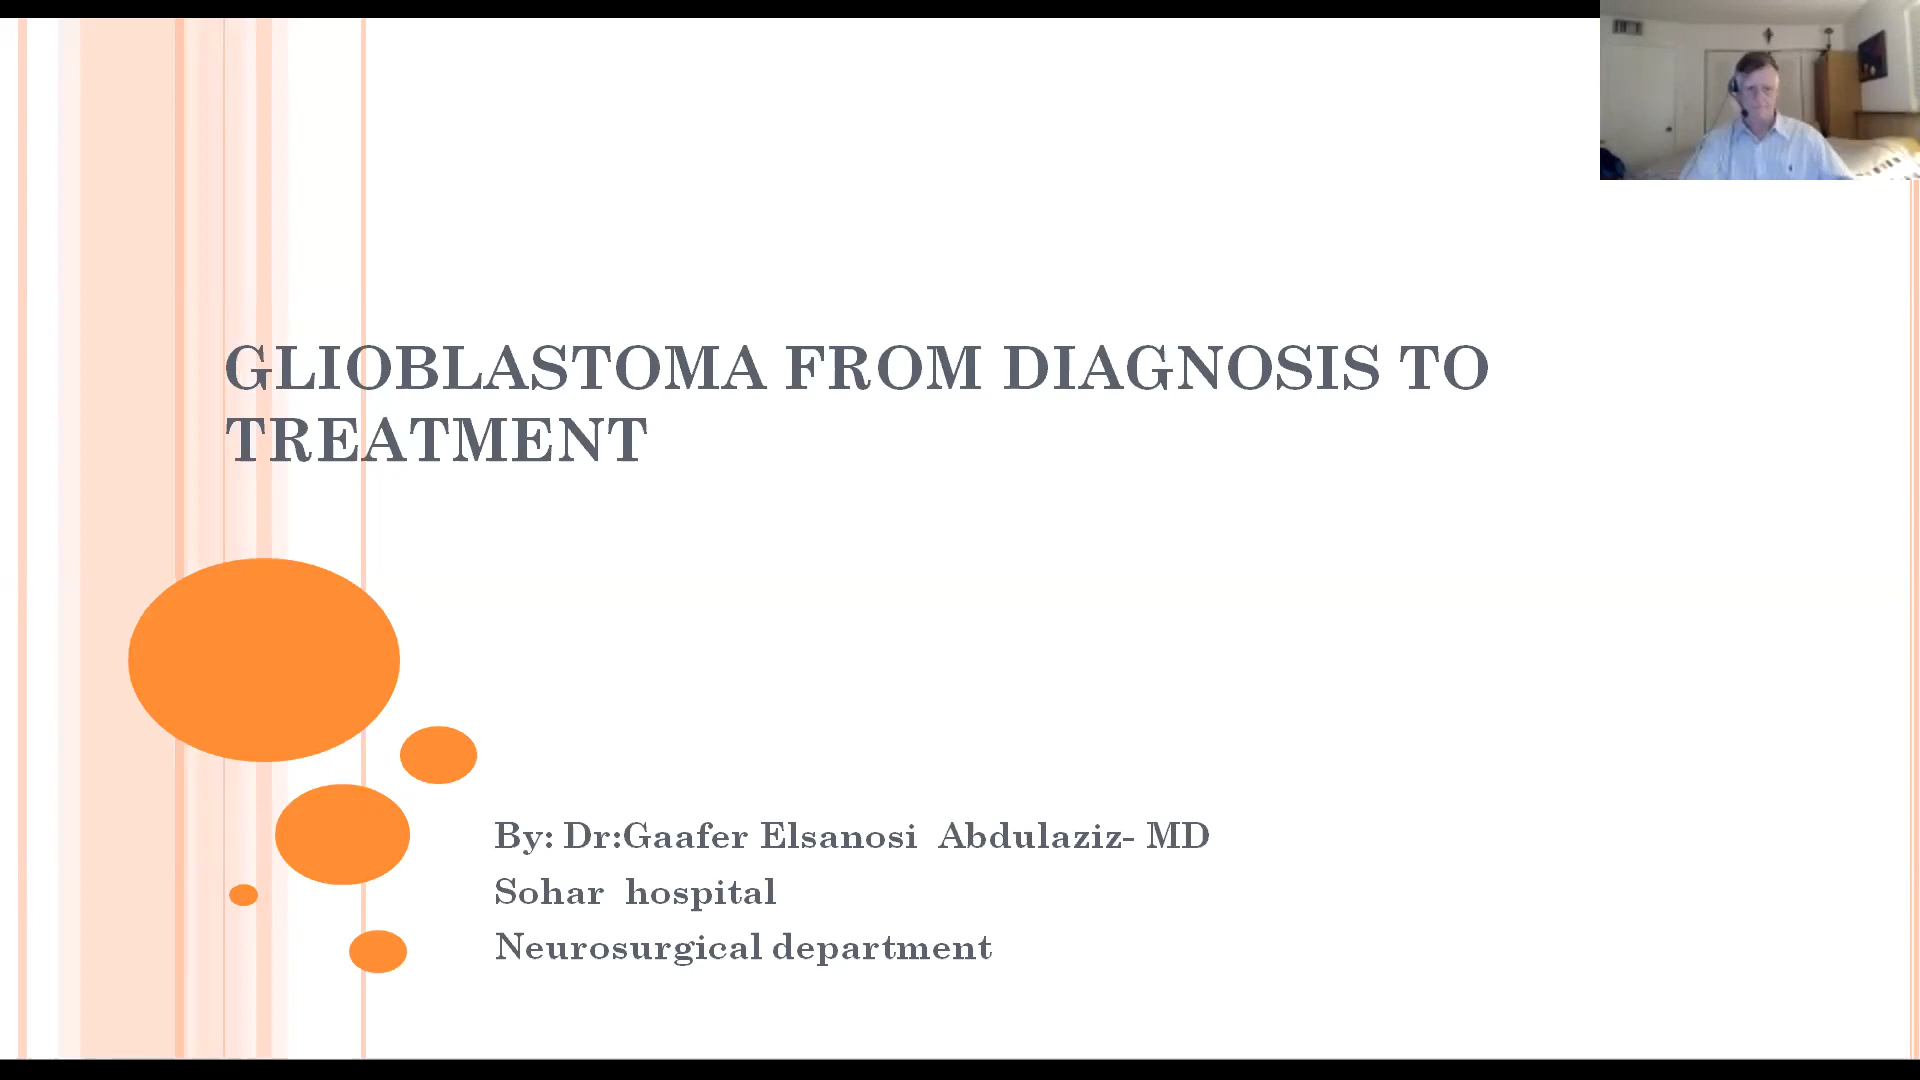 GLIOBLASTOMA FROM DIAGNOSIS TO
TREATMENT
By: Dr:Gaafer Elsanosi Abdulaziz- MD
Sohar hospital
Neurosurgical department